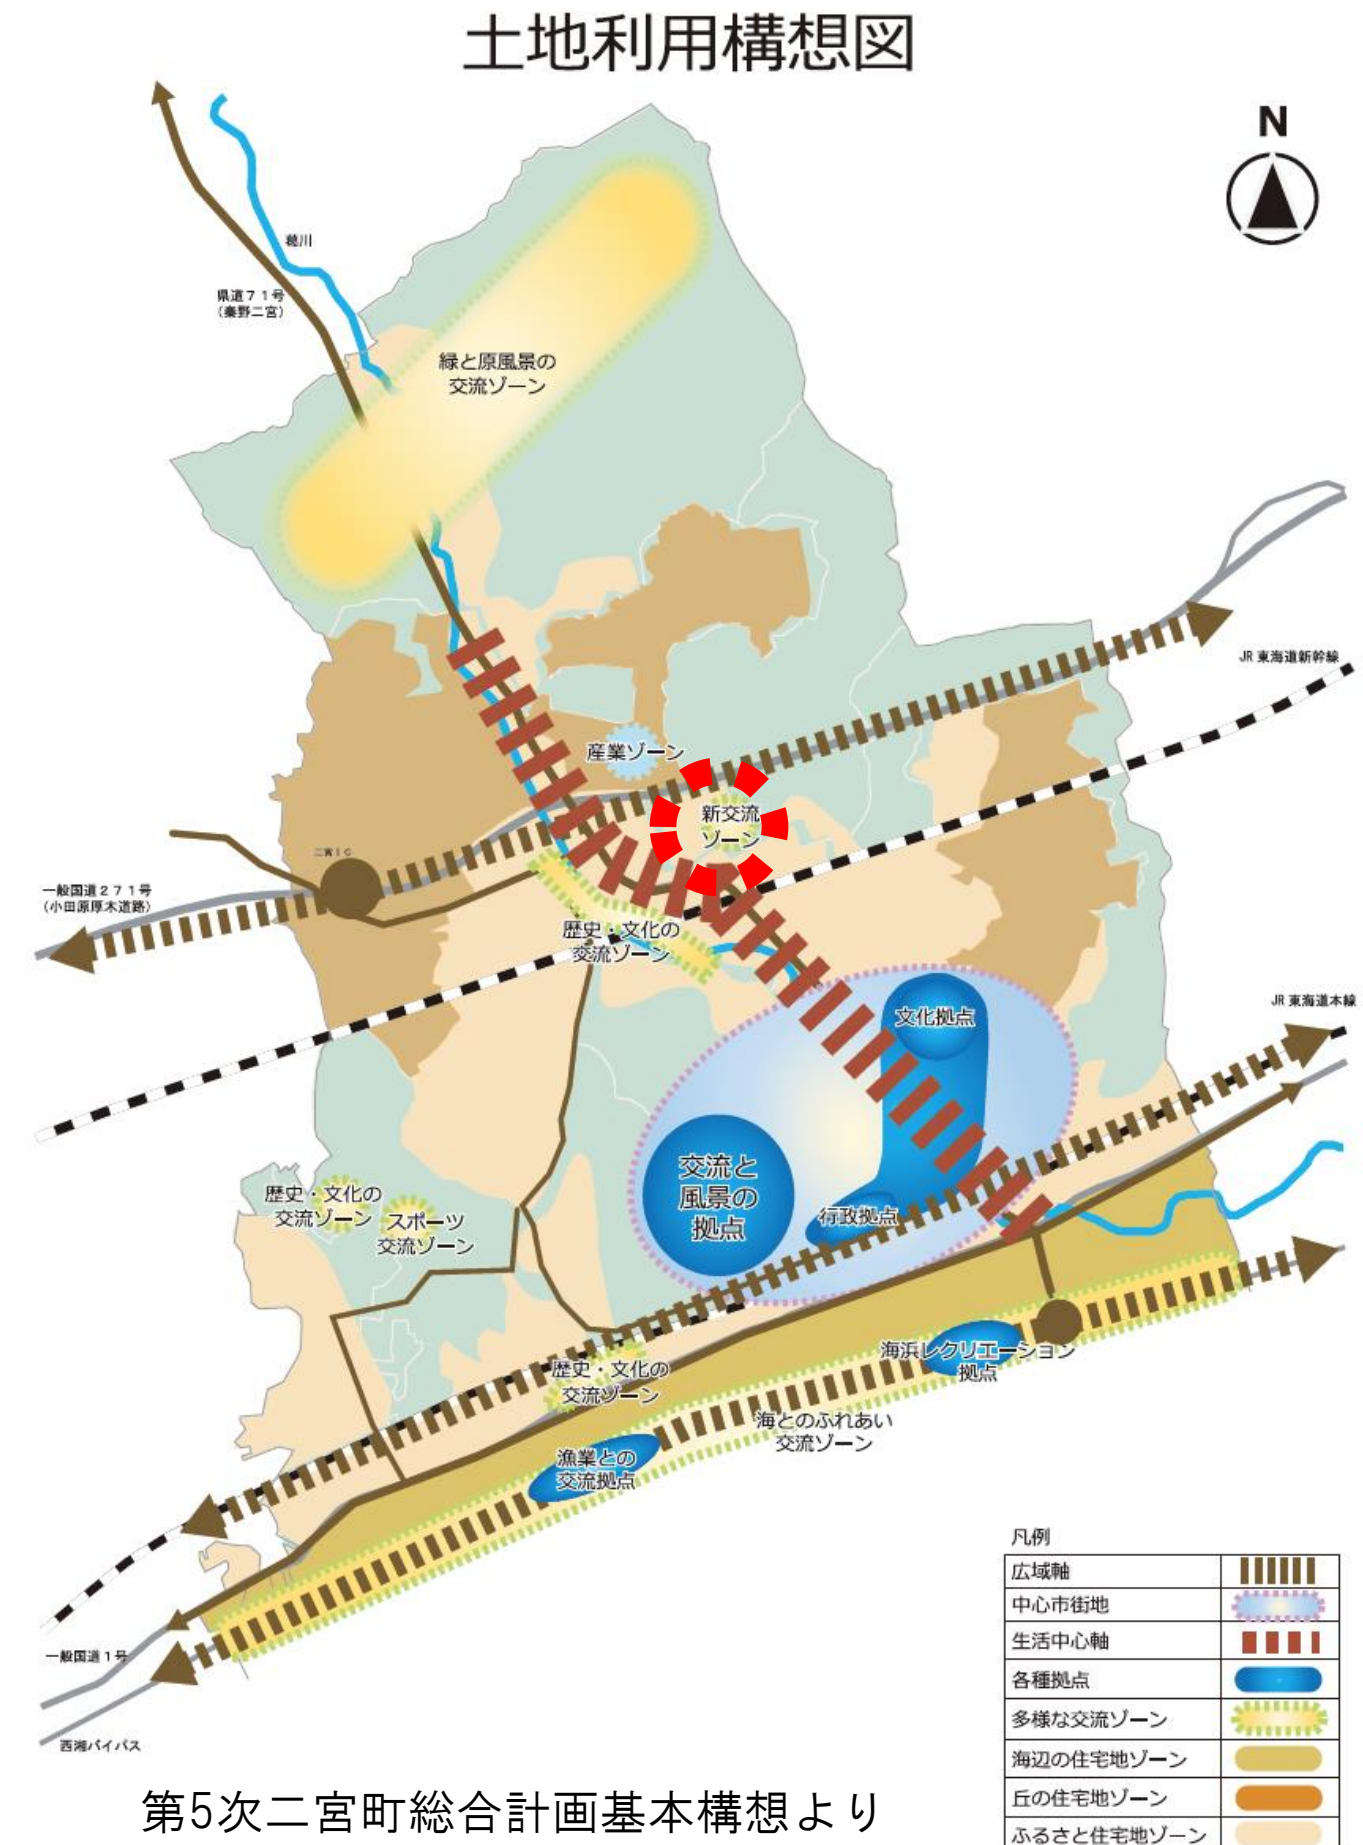 土地利用構想図
N
葛川
県道71号
(秦野二宮)
緑と原風景の
交流ゾーン
JR 東海道新幹線
産業ゾーン
新交流
ゾーン
二宮IC
一般国道271号
(小田原厚木道路)
歴史・文化の
交流ゾーン
JR 東海道本線
文化拠点
交流と
風景の
拠点
行政拠点
歴史・文化の
交流ゾーン
スポーツ
交流ゾーン
海浜レクリエーション
拠点
歴史・文化の
交流ゾーン
海とのふれあい
交流ゾーン
漁業との
交流拠点
一般国道1号
西湘バイパス
凡例
広域軸
中心市街地
生活中心軸
各種拠点
多様な交流ゾーン
海辺の住宅地ゾーン
丘の住宅地ゾーン
ふるさと住宅地ゾーン
第5次二宮町総合計画基本構想より